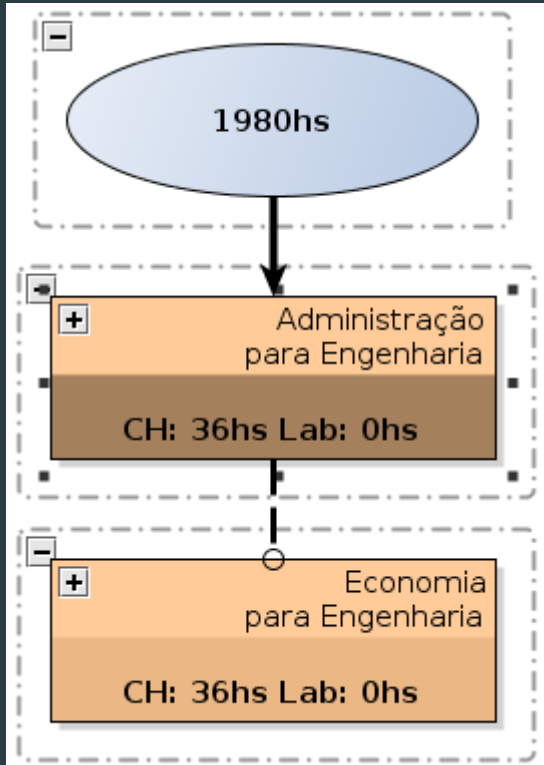 1980hs
Administração
para Engenharia
CH: 36hs Lab: 0hs
Economia
para Engenharia
CH: 36hs Lab: 0hs